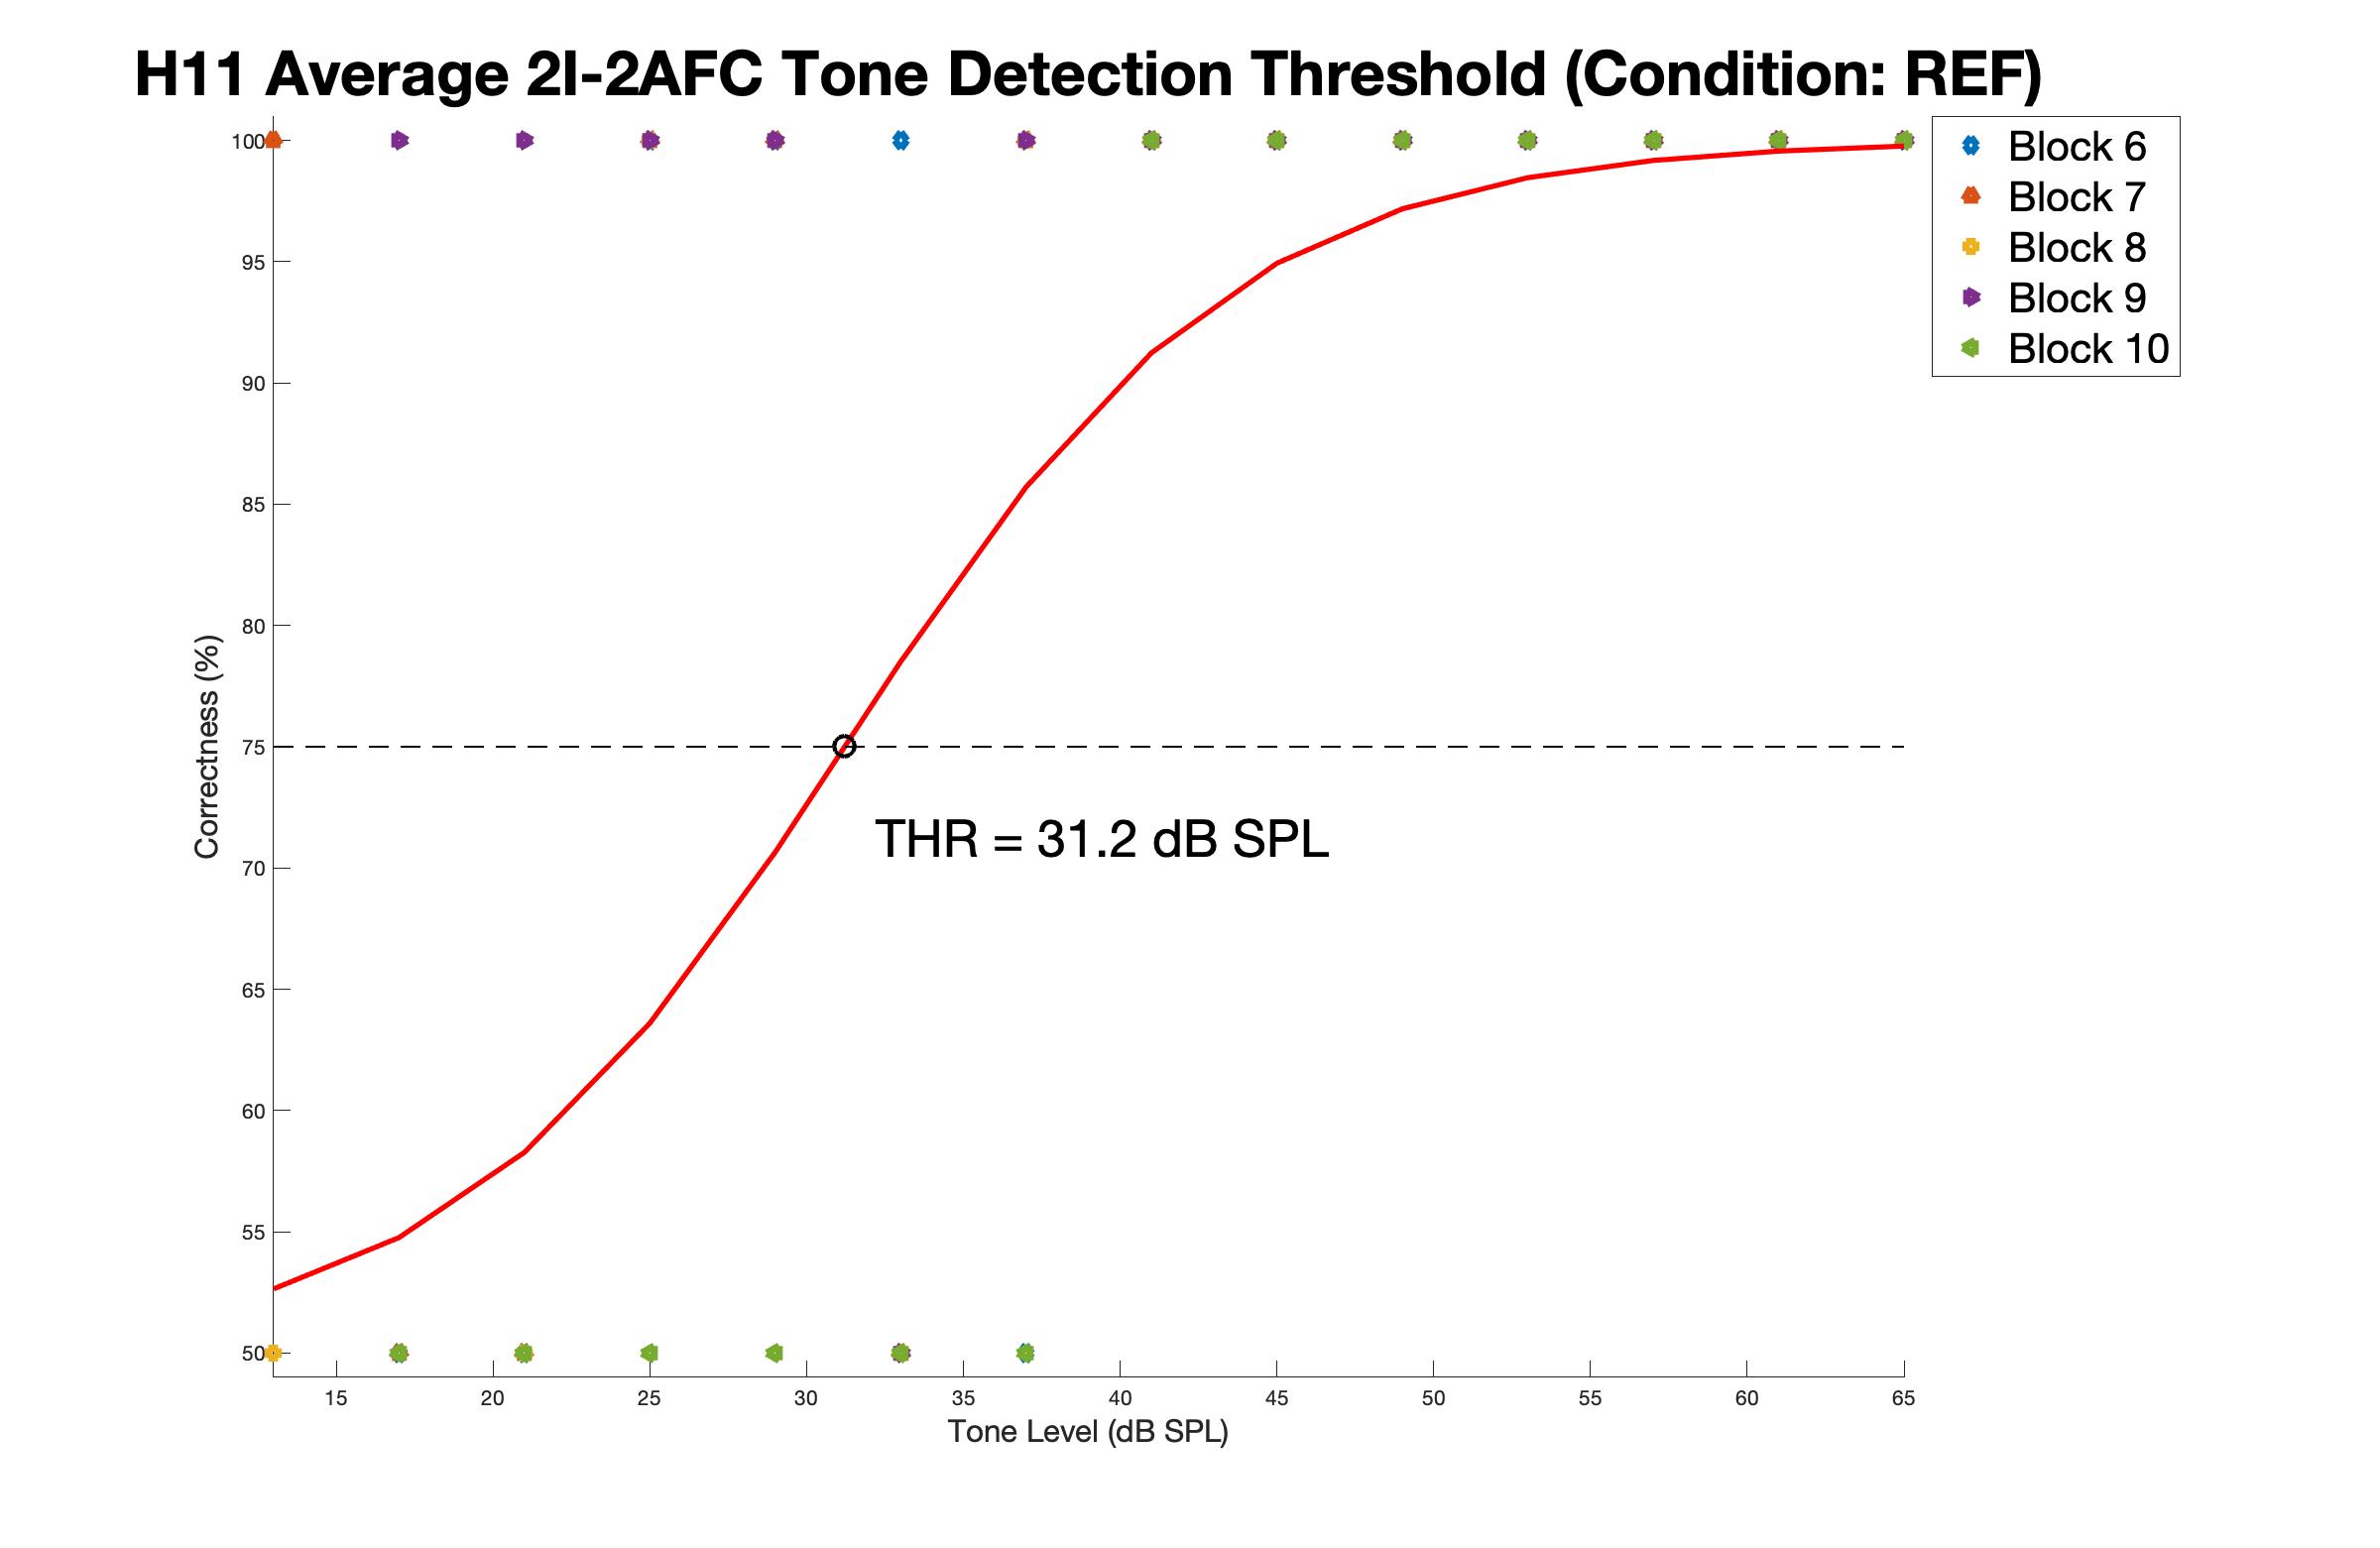 H11 Average 2I-2AFC Tone Detection Threshold (Condition: REF)
100
95
90
85
80
75
70
65
60
55
50
Correctness (%)
THR = 31.2 dB SPL
15 20 25 30 35 40 45 50 55 60 65
Tone Level (dB SPL)
Block 6
Block 7
Block 8
Block 9
Block 10